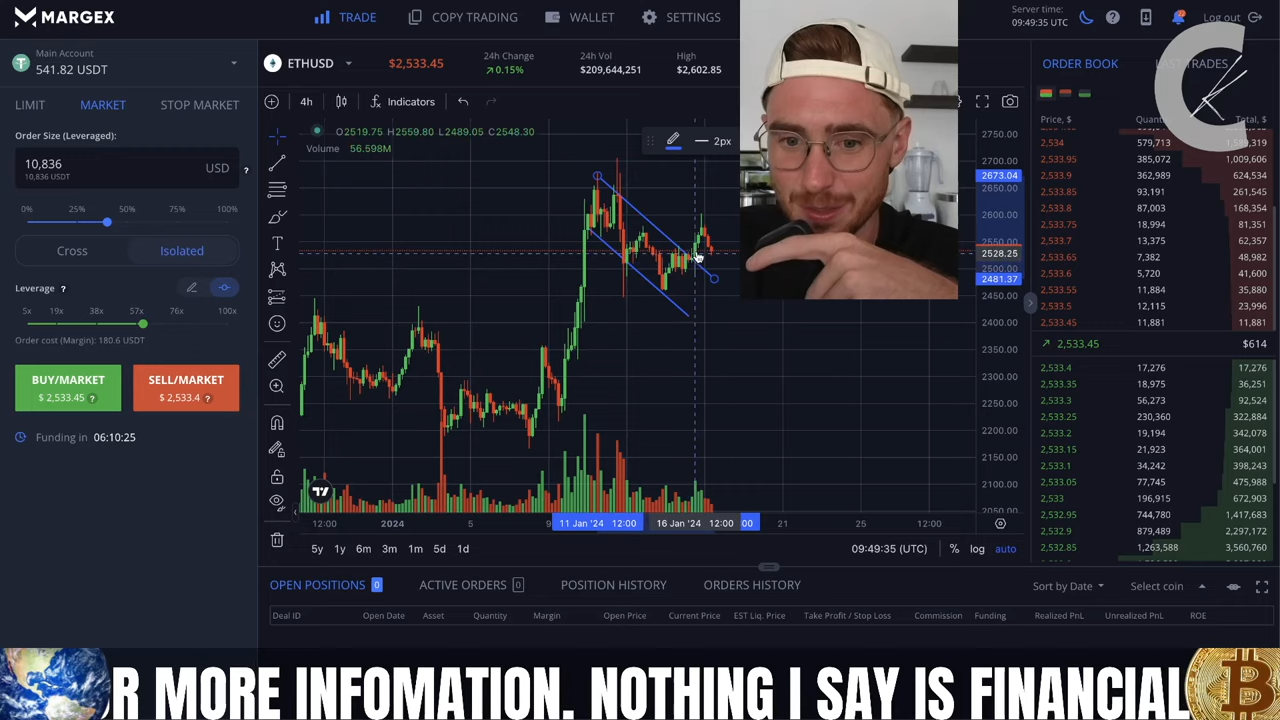 MARGEX
TRADE
COPY TRADING
WALLET
SETTINGS
Server time:
09:49:35 UTC
22
Log out
Main Account
541.82 USDT
ETHUSD
$2,533.45
24h Change
0.15%
24h Vol
$209,644,251
High
$2,602.85
ORDER BOOK
LAST TRADES
LIMIT
MARKET
STOP MARKET
4h
Indicators
Order Size (Leveraged):
10,836
10,836 USDT
USD
?
0%
25%
50%
75%
100%
Cross
Isolated
Leverage
?
5x
19x
38x
57x
76x
100x
Order cost (Margin): 180.6 USDT
BUY/MARKET
$ 2,533.45
?
SELL/MARKET
$ 2,533.4
?
Funding in 06:10:25
O2519.75 H2559.80 L2489.05 C2548.30
Volume 56.598M
2px
2750.00
2700.00
2673.04
2650.00
2600.00
2550.00
2528.25
2500.00
2481.37
2450.00
2400.00
2350.00
2300.00
2250.00
2200.00
2150.00
2100.00
2050.00
12:00
2024
5
9
11 Jan '24 12:00
16 Jan '24 12:00
:00
21
25
12:00
5y
1y
6m
3m
1m
5d
1d
09:49:35 (UTC)
%
log
auto
Price, $
Total, $
2,534 579,713
2,533.95 385,072 1,009,606
2,533.9 362,989 624,534
2,533.85 93,191 261,545
2,533.8 87,003 168,354
2,533.75 18,994 81,351
2,533.7 13,375 62,357
2,533.65 7,382 48,982
2,533.6 5,720 41,600
2,533.55 11,884 35,880
2,533.5 12,115 23,996
2,533.45 11,881 11,881
2,533.45 $614
2,533.4 17,276 17,276
2,533.35 18,975 36,251
2,533.3 56,273 92,524
2,533.25 230,360 322,884
2,533.2 19,194 342,078
2,533.15 21,923 364,001
2,533.1 34,242 398,243
2,533.05 77,745 475,988
2,533 196,915 672,903
2,532.95 744,780 1,417,683
2,532.9 879,489 2,297,172
2,532.85 1,263,588 3,560,760
OPEN POSITIONS 0
ACTIVE ORDERS 0
POSITION HISTORY
ORDERS HISTORY
Sort by Date
Select coin
Deal ID
Open Date
Asset
Quantity
Margin
Open Price
Current Price
EST Liq. Price
Take Profit / Stop Loss
Commission
Funding
Realized PnL
Unrealized PnL
ROE
R MORE INFOMATION. NOTHING I SAY IS FINANCIAL